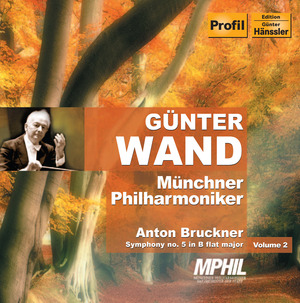 Profil
Edition
Günter
Hänssler
GÜNTER
WAND
Münchner
Philharmoniker
Anton Bruckner
Symphony no. 5 in B flat major
Volume 2
MPHIL